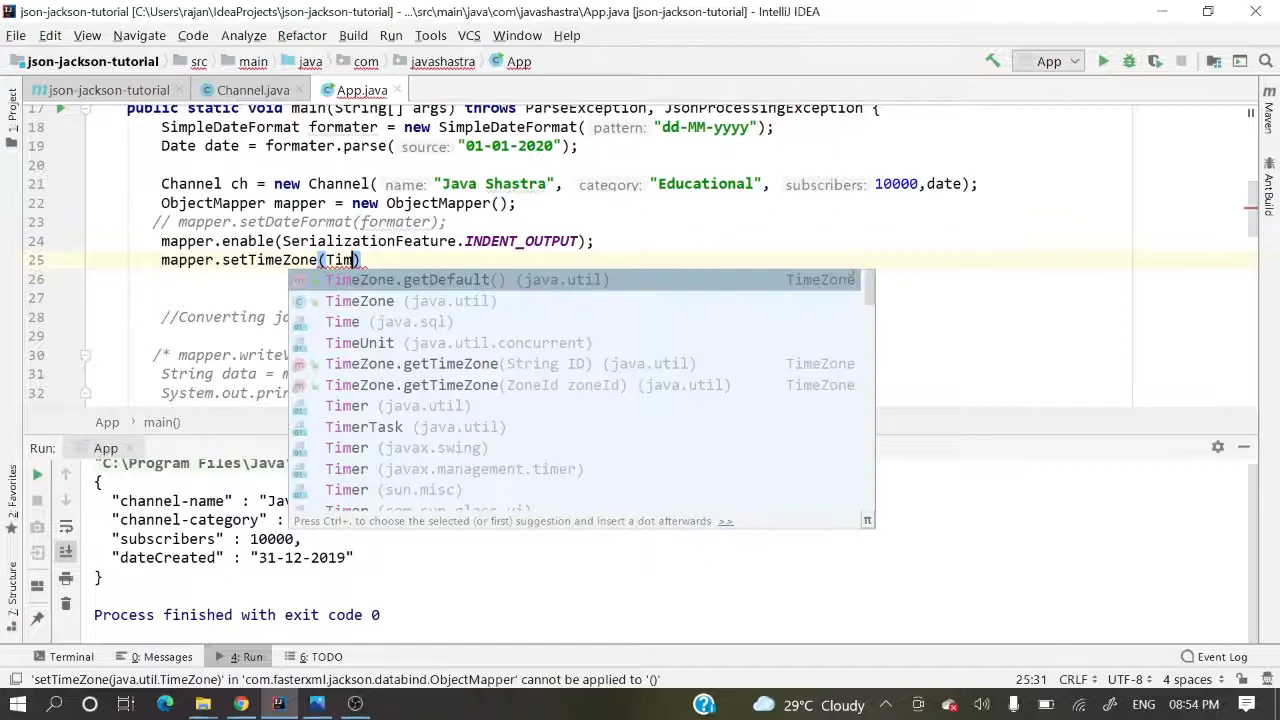 json-jackson-tutorial [C:\Users\rajan\IdeaProjects\json-jackson-tutorial] - ...\src\main\java\com\javashastra\App.java [json-jackson-tutorial] - IntelliJ IDEA
File Edit View Navigate Code Analyze Refactor Build Run Tools VCS Window Help
json-jackson-tutorial src main java com javashastra App App
json-jackson-tutorial Channel.java App.java
17 public static void main(String[] args) throws ParseException, JsonProcessingException {
18 SimpleDateFormat formater = new SimpleDateFormat( pattern: "dd-MM-yyyy");
19 Date date = formater.parse( source: "01-01-2020");
20
21 Channel ch = new Channel( name: "Java Shastra", category: "Educational", subscribers: 10000,date);
22 ObjectMapper mapper = new ObjectMapper();
23 // mapper.setDateFormat(formater);
24 mapper.enable(SerializationFeature.INDENT_OUTPUT);
25 mapper.setTimeZone(Tim)
26 TimeZone.getDefault() (java.util) TimeZone
27 TimeZone (java.util)
28 //Converting ja Time (java.sql)
TimeUnit (java.util.concurrent)
30 /* mapper.writeV TimeZone.getTimeZone(String ID) (java.util) TimeZone
31 String data = m TimeZone.getTimeZone(ZoneId zoneId) (java.util) TimeZone
32 System.out.prin Timer (java.util)
App main() TimerTask (java.util)
Run: App Timer (javax.swing)
"C:\Program Files\Java Timer (javax.management.timer)
{ Timer (sun.misc)
"channel-name" : "Jav
"channel-category" : Press Ctrl+. to choose the selected (or first) suggestion and insert a dot afterwards >> π
"subscribers" : 10000,
"dateCreated" : "31-12-2019"
}
Process finished with exit code 0
1: Project
2: Favorites
7: Structure
Maven
Ant Build
Terminal 0: Messages 4: Run 6: TODO Event Log
'setTimeZone(java.util.TimeZone)' in 'com.fasterxml.jackson.databind.ObjectMapper' cannot be applied to '()' 25:31 CRLF UTF-8 4 spaces
29°C Cloudy ENG 08:54 PM